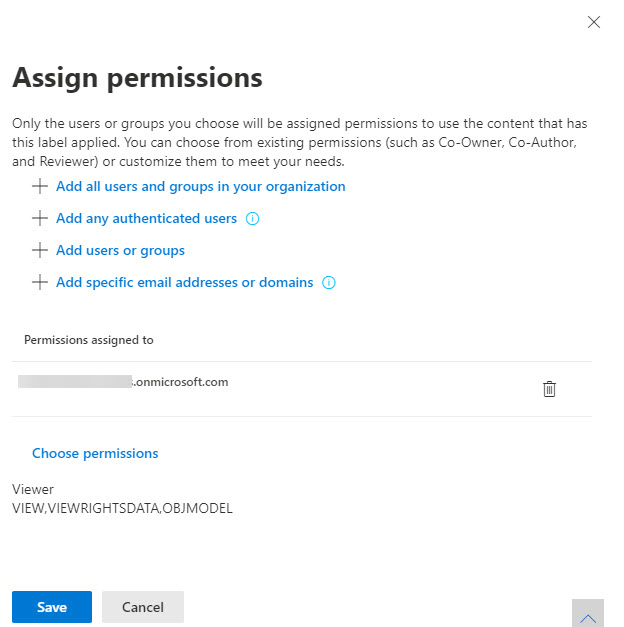 Assign permissions
Only the users or groups you choose will be assigned permissions to use the content that has
this label applied. You can choose from existing permissions (such as Co-Owner, Co-Author,
and Reviewer) or customize them to meet your needs.
Add all users and groups in your organization
Add any authenticated users
Add users or groups
Add specific email addresses or domains
Permissions assigned to
.onmicrosoft.com
Choose permissions
Viewer
VIEW,VIEWRIGHTSDATA,OBJMODEL
Save
Cancel